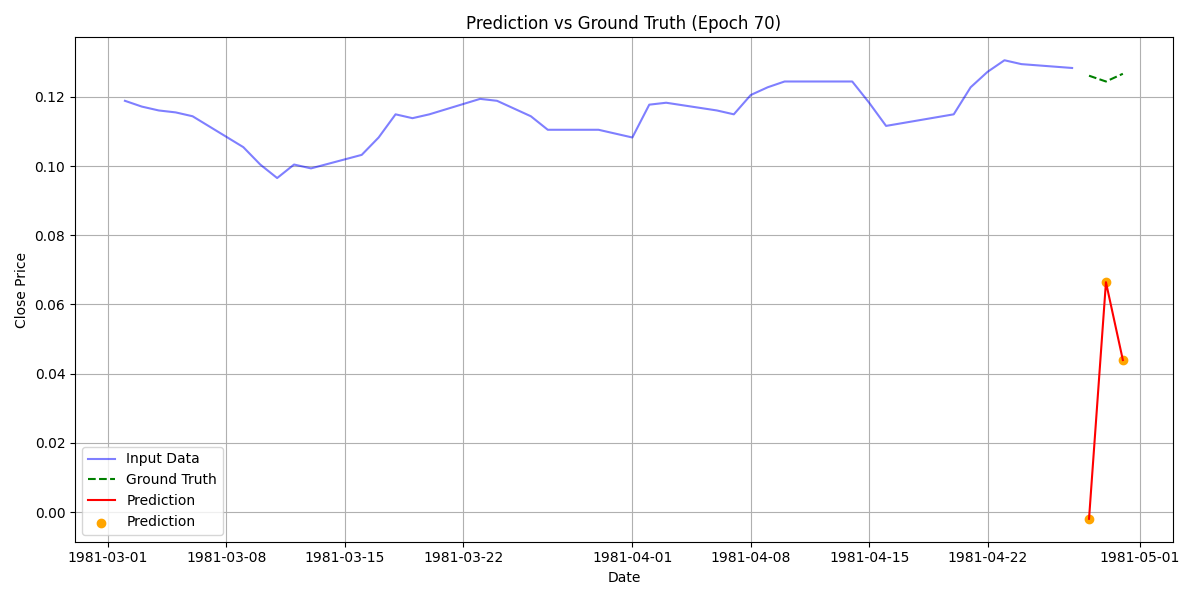 Prediction vs Ground Truth (Epoch 70)
Close Price
0.12
0.10
0.08
0.06
0.04
0.02
0.00
Input Data
Ground Truth
Prediction
Prediction
1981-03-01 1981-03-08 1981-03-15 1981-03-22 1981-04-01 1981-04-08 1981-04-15 1981-04-22 1981-05-01
Date